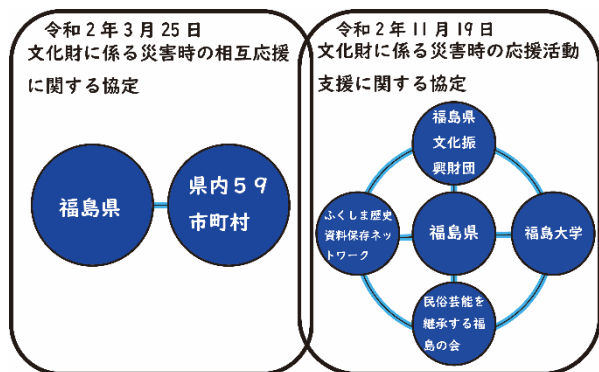 令和２年３月２５日
文化財に係る災害時の相互応援
に関する協定
福島県
県内５９
市町村
令和２年１１月１９日
文化財に係る災害時の応援活動
支援に関する協定
福島県
文化振
興財団
ふくしま歴史
資料保存ネッ
トワーク
福島県
福島大学
民俗芸能を
継承する福
島の会